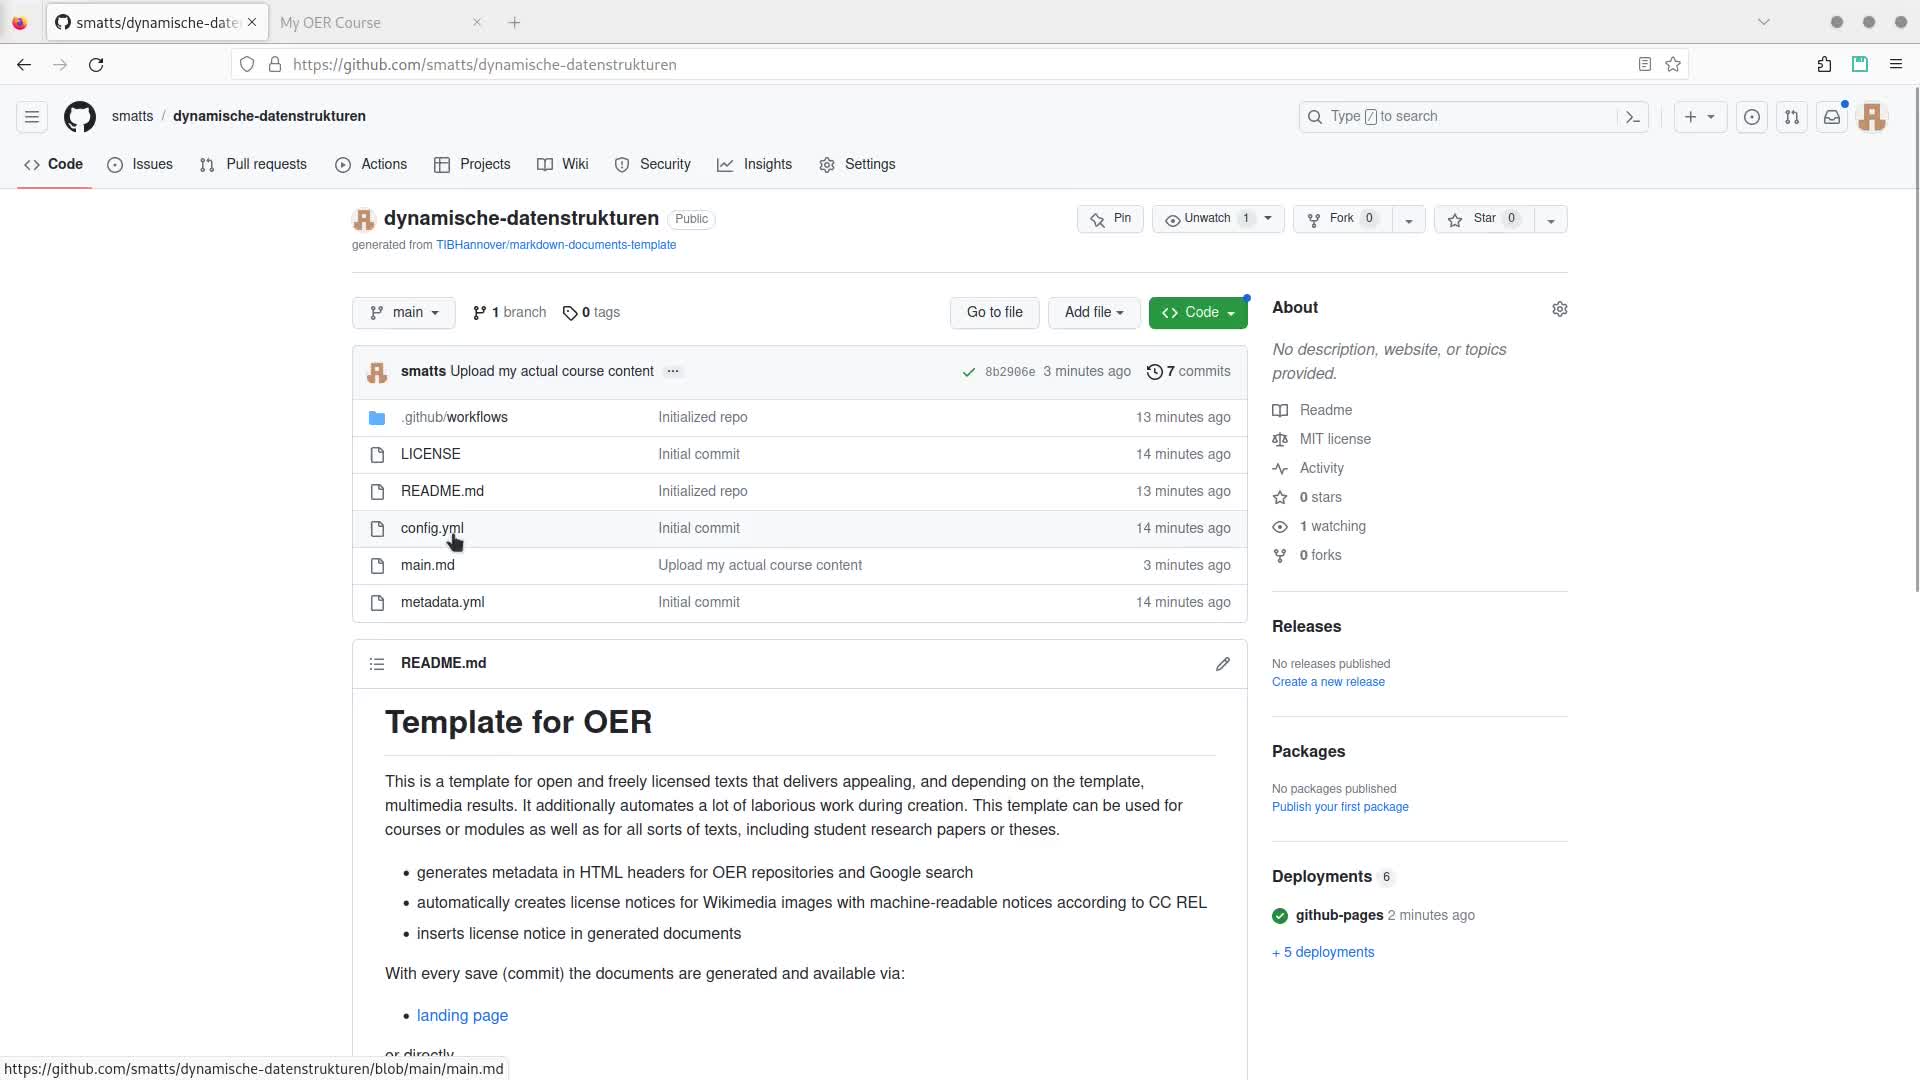 smatts/dynamische-date
My OER Course
https://github.com/smatts/dynamische-datenstrukturen
smatts / dynamische-datenstrukturen
Type / to search
Code
Issues
Pull requests
Actions
Projects
Wiki
Security
Insights
Settings
dynamische-datenstrukturen Public
Pin
Unwatch 1
Fork 0
Star 0
generated from TIBHannover/markdown-documents-template
main
1 branch
0 tags
Go to file
Add file
Code
smatts Upload my actual course content ... 8b2906e 3 minutes ago 7 commits
.github/workflows Initialized repo 13 minutes ago
LICENSE Initial commit 14 minutes ago
README.md Initialized repo 13 minutes ago
config.yml Initial commit 14 minutes ago
main.md Upload my actual course content 3 minutes ago
metadata.yml Initial commit 14 minutes ago
README.md
Template for OER
This is a template for open and freely licensed texts that delivers appealing, and depending on the template,
multimedia results. It additionally automates a lot of laborious work during creation. This template can be used for
courses or modules as well as for all sorts of texts, including student research papers or theses.
• generates metadata in HTML headers for OER repositories and Google search
• automatically creates license notices for Wikimedia images with machine-readable notices according to CC REL
• inserts license notice in generated documents
With every save (commit) the documents are generated and available via:
• landing page
or directly
About
No description, website, or topics
provided.
Readme
MIT license
Activity
0 stars
1 watching
0 forks
Releases
No releases published
Create a new release
Packages
No packages published
Publish your first package
Deployments 6
github-pages 2 minutes ago
+ 5 deployments
https://github.com/smatts/dynamische-datenstrukturen/blob/main/main.md